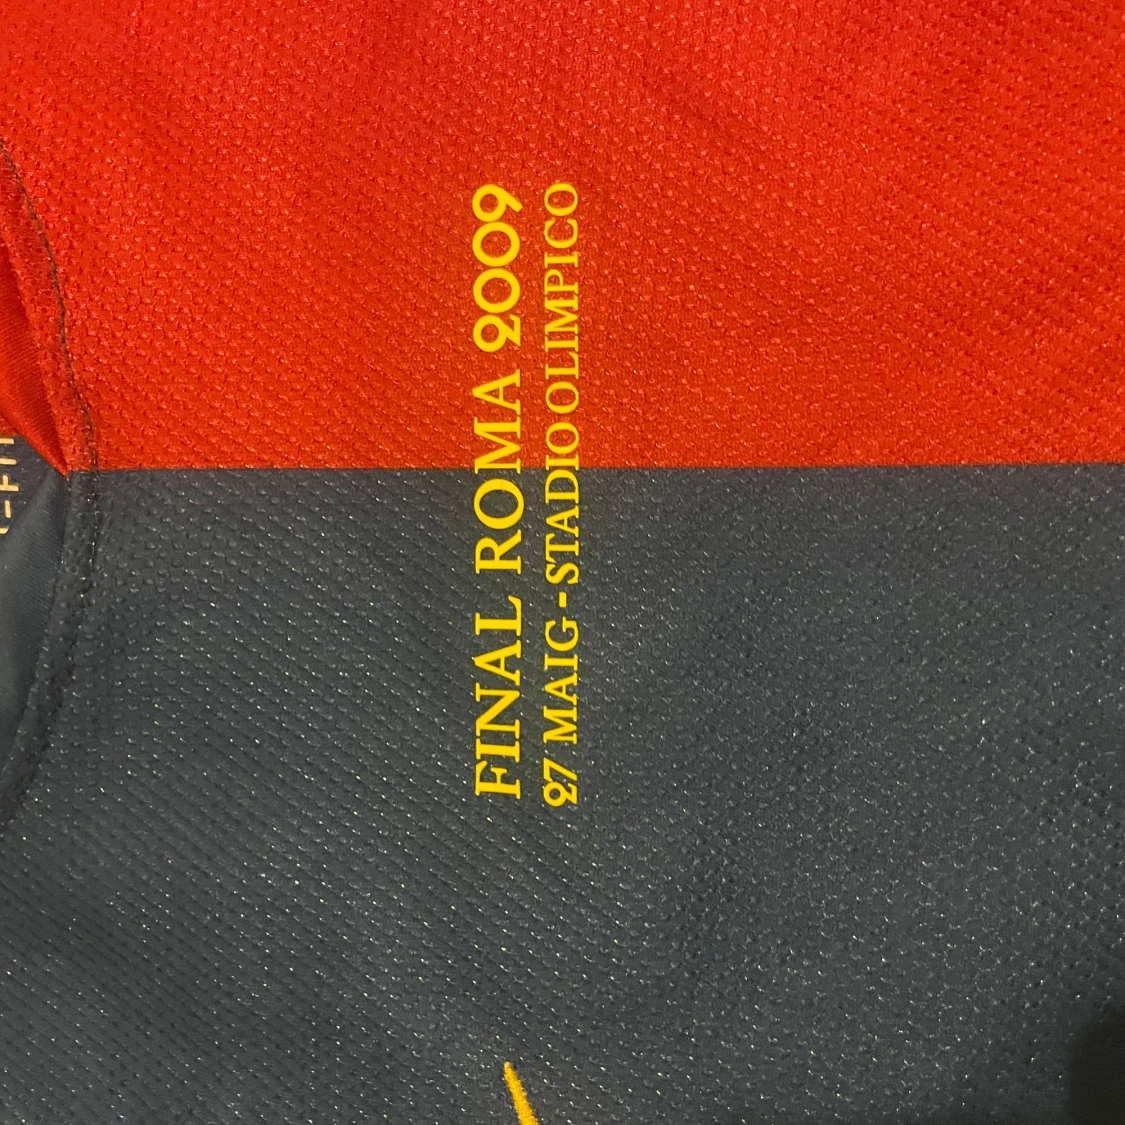 FINAL ROMA 2009
27 MAIG - STADIO OLIMPICO